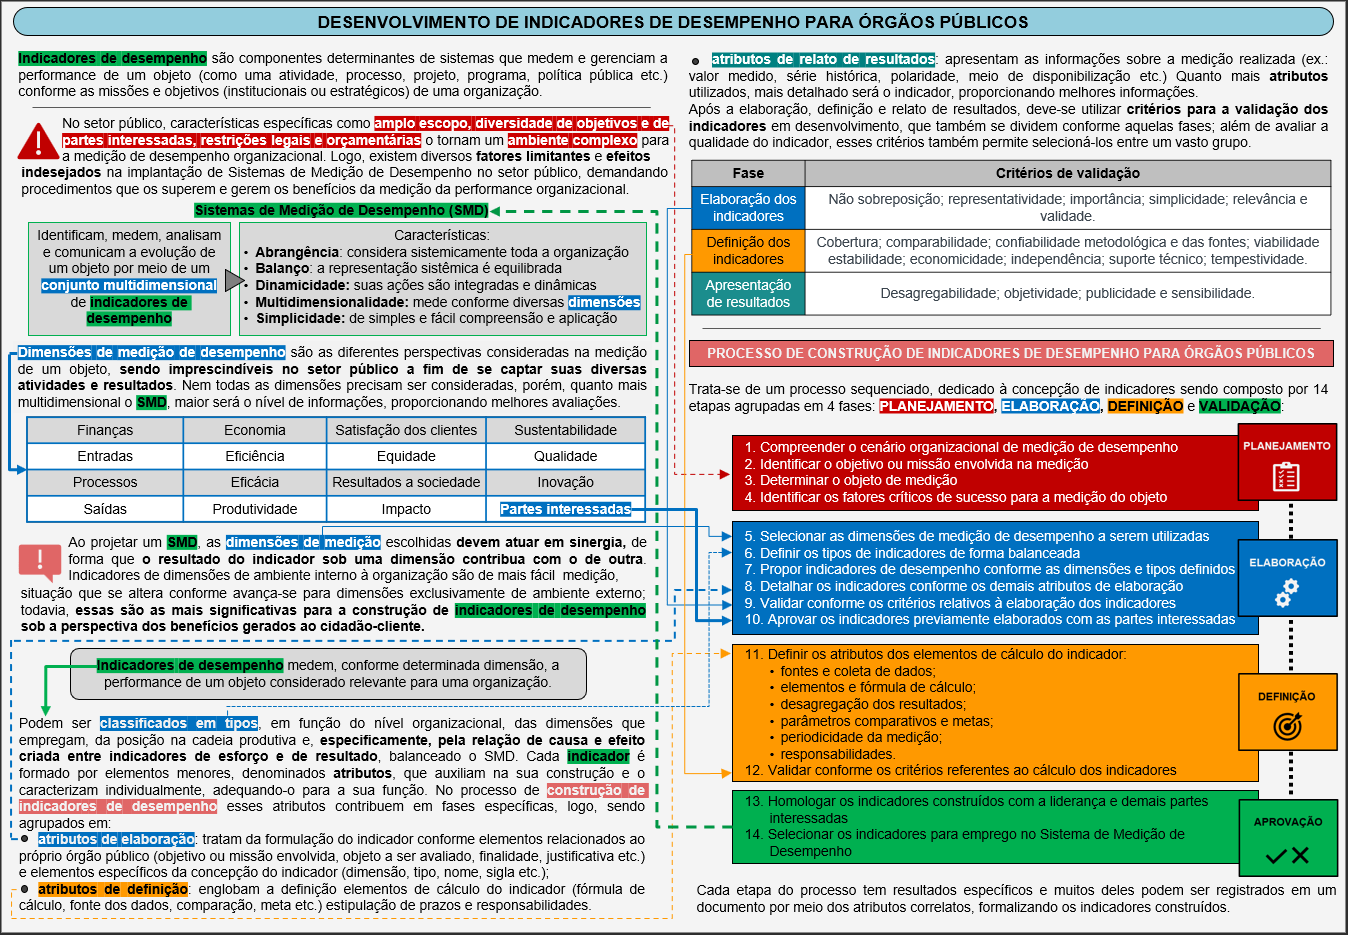 DESENVOLVIMENTO DE INDICADORES DE DESEMPENHO PARA ÓRGÃOS PÚBLICOS
Indicadores de desempenho são componentes determinantes de sistemas que medem e gerenciam a
performance de um objeto (como uma atividade, processo, projeto, programa, política pública etc.)
conforme as missões e objetivos (institucionais ou estratégicos) de uma organização.
No setor público, características específicas como amplo escopo, diversidade de objetivos e de
partes interessadas, restrições legais e orçamentárias o tornam um ambiente complexo para
a medição de desempenho organizacional. Logo, existem diversos fatores limitantes e efeitos
indesejados na implantação de Sistemas de Medição de Desempenho no setor público, demandando
procedimentos que os superem e gerem os benefícios da medição da performance organizacional.
Sistemas de Medição de Desempenho (SMD)
Identificam, medem, analisam
e comunicam a evolução de
um objeto por meio de um
conjunto multidimensional
de indicadores de
desempenho
Características:
• Abrangência: considera sistemicamente toda a organização
• Balanço: a representação sistêmica é equilibrada
• Dinamicidade: suas ações são integradas e dinâmicas
• Multidimensionalidade: mede conforme diversas dimensões
• Simplicidade: de simples e fácil compreensão e aplicação
Dimensões de medição de desempenho são as diferentes perspectivas consideradas na medição
de um objeto, sendo imprescindíveis no setor público a fim de se captar suas diversas
atividades e resultados. Nem todas as dimensões precisam ser consideradas, porém, quanto mais
multidimensional o SMD, maior será o nível de informações, proporcionando melhores avaliações.
Finanças Economia Satisfação dos clientes Sustentabilidade
Entradas Eficiência Equidade Qualidade
Processos Eficácia Resultados a sociedade Inovação
Saídas Produtividade Impacto Partes interessadas
Ao projetar um SMD, as dimensões de medição escolhidas devem atuar em sinergia, de
forma que o resultado do indicador sob uma dimensão contribua com o de outra.
Indicadores de dimensões de ambiente interno à organização são de mais fácil medição,
situação que se altera conforme avança-se para dimensões exclusivamente de ambiente externo;
todavia, essas são as mais significativas para a construção de indicadores de desempenho
sob a perspectiva dos benefícios gerados ao cidadão-cliente.
Indicadores de desempenho medem, conforme determinada dimensão, a
performance de um objeto considerado relevante para uma organização.
Podem ser classificados em tipos, em função do nível organizacional, das dimensões que
empregam, da posição na cadeia produtiva e, especificamente, pela relação de causa e efeito
criada entre indicadores de esforço e de resultado, balanceado o SMD. Cada indicador é
formado por elementos menores, denominados atributos, que auxiliam na sua construção e o
caracterizam individualmente, adequando-o para a sua função. No processo de construção de
indicadores de desempenho esses atributos contribuem em fases específicas, logo, sendo
agrupados em:
• atributos de elaboração: tratam da formulação do indicador conforme elementos relacionados ao
próprio órgão público (objetivo ou missão envolvida, objeto a ser avaliado, finalidade, justificativa etc.)
e elementos específicos da concepção do indicador (dimensão, tipo, nome, sigla etc.);
• atributos de definição: englobam a definição elementos de cálculo do indicador (fórmula de
cálculo, fonte dos dados, comparação, meta etc.) estipulação de prazos e responsabilidades.
• atributos de relato de resultados: apresentam as informações sobre a medição realizada (ex.:
valor medido, série histórica, polaridade, meio de disponibilização etc.) Quanto mais atributos
utilizados, mais detalhado será o indicador, proporcionando melhores informações.
Após a elaboração, definição e relato de resultados, deve-se utilizar critérios para a validação dos
indicadores em desenvolvimento, que também se dividem conforme aquelas fases; além de avaliar a
qualidade do indicador, esses critérios também permite selecioná-los entre um vasto grupo.
Fase Critérios de validação
Elaboração dos
indicadores
Não sobreposição; representatividade; importância; simplicidade; relevância e
validade.
Definição dos
indicadores
Cobertura; comparabilidade; confiabilidade metodológica e das fontes; viabilidade
estabilidade; economicidade; independência; suporte técnico; tempestividade.
Apresentação
de resultados
Desagregabilidade; objetividade; publicidade e sensibilidade.
PROCESSO DE CONSTRUÇÃO DE INDICADORES DE DESEMPENHO PARA ÓRGÃOS PÚBLICOS
Trata-se de um processo sequenciado, dedicado à concepção de indicadores sendo composto por 14
etapas agrupadas em 4 fases: PLANEJAMENTO, ELABORAÇÃO, DEFINIÇÃO e VALIDAÇÃO:
1. Compreender o cenário organizacional de medição de desempenho
2. Identificar o objetivo ou missão envolvida na medição
3. Determinar o objeto de medição
4. Identificar os fatores críticos de sucesso para a medição do objeto
PLANEJAMENTO
5. Selecionar as dimensões de medição de desempenho a serem utilizadas
6. Definir os tipos de indicadores de forma balanceada
7. Propor indicadores de desempenho conforme as dimensões e tipos definidos
8. Detalhar os indicadores conforme os demais atributos de elaboração
9. Validar conforme os critérios relativos à elaboração dos indicadores
10. Aprovar os indicadores previamente elaborados com as partes interessadas
ELABORAÇÃO
11. Definir os atributos dos elementos de cálculo do indicador:
• fontes e coleta de dados;
• elementos e fórmula de cálculo;
• desagregação dos resultados;
• parâmetros comparativos e metas;
• periodicidade da medição;
• responsabilidades.
12. Validar conforme os critérios referentes ao cálculo dos indicadores
DEFINIÇÃO
13. Homologar os indicadores construídos com a liderança e demais partes
interessadas
14. Selecionar os indicadores para emprego no Sistema de Medição de
Desempenho
APROVAÇÃO
Cada etapa do processo tem resultados específicos e muitos deles podem ser registrados em um
documento por meio dos atributos correlatos, formalizando os indicadores construídos.